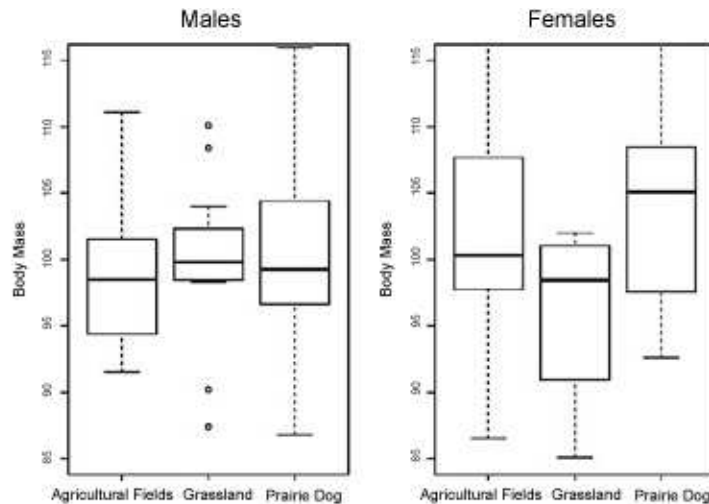 Males
Body Mass
115
110
105
100
95
90
85
Agricultural Fields Grassland Prairie Dog
Females
Body Mass
115
110
105
100
95
90
85
Agricultural Fields Grassland Prairie Dog